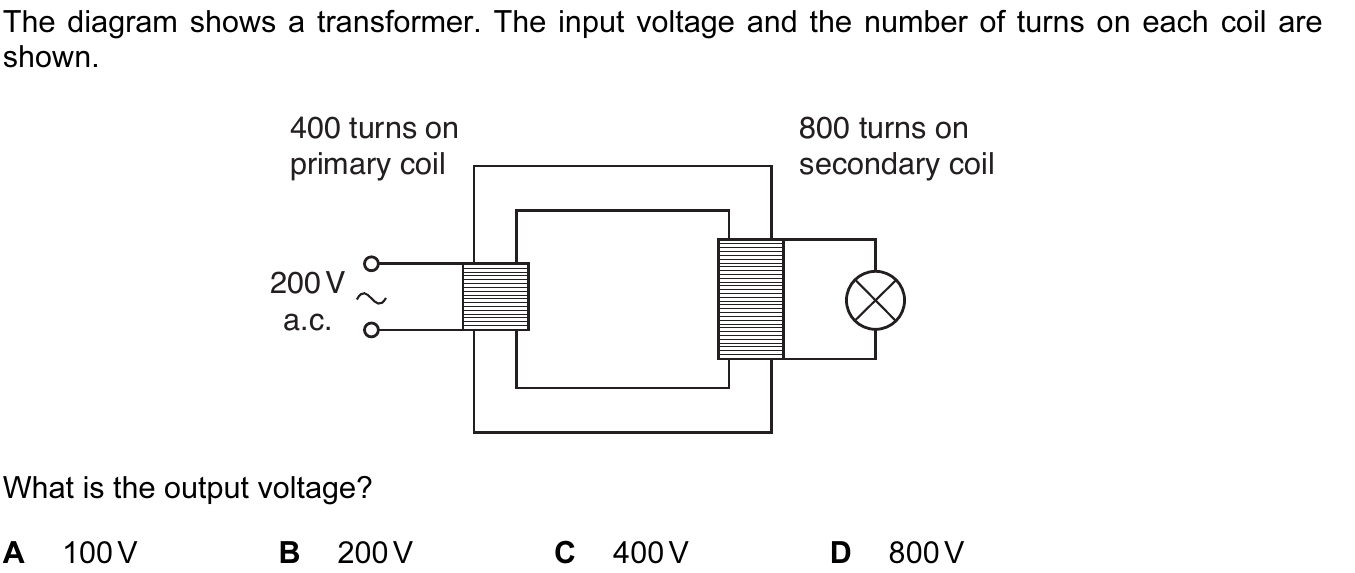 The diagram shows a transformer. The input voltage and the number of turns on each coil are
shown.
400 turns on
primary coil
800 turns on
secondary coil
200 V
~
a.c.
What is the output voltage?
A 100 V B 200 V C 400 V D 800 V